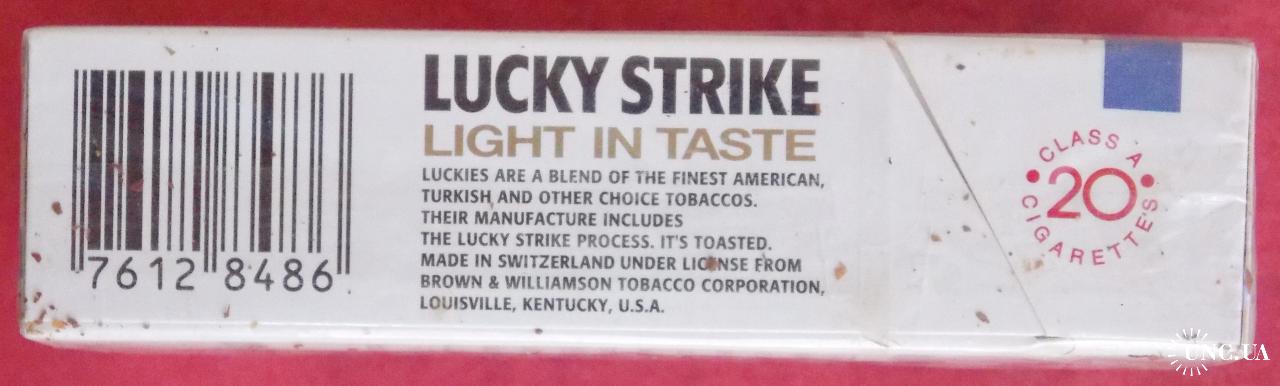 LUCKY STRIKE
LIGHT IN TASTE
LUCKIES ARE A BLEND OF THE FINEST AMERICAN,
TURKISH AND OTHER CHOICE TOBACCOS.
THEIR MANUFACTURE INCLUDES
THE LUCKY STRIKE PROCESS. IT'S TOASTED.
MADE IN SWITZERLAND UNDER LICENSE FROM
BROWN & WILLIAMSON TOBACCO CORPORATION,
LOUISVILLE, KENTUCKY, U.S.A.
7612 8486
CLASS A
20
CIGARETTES
UNC.UA